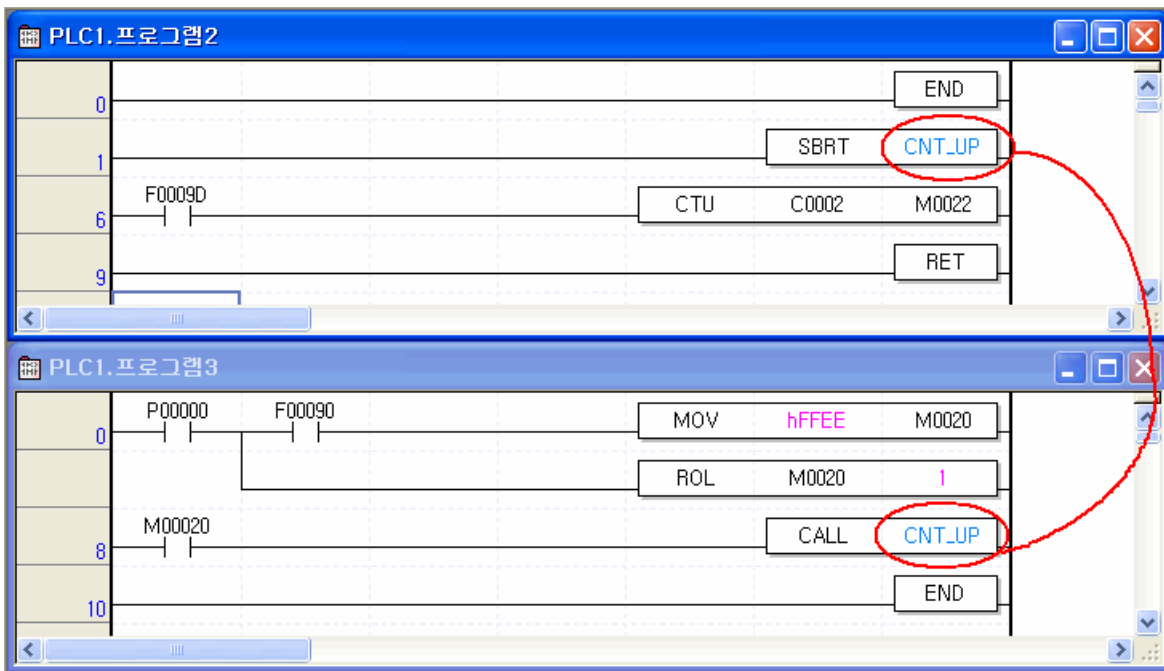 PLC1.프로그램2
0 END
1 SBRT CNT_UP
F0009D
6 CTU C0002 M0022
9 RET
PLC1.프로그램3
P00000 F00090
0 MOV hFFEE M0020
ROL M0020 1
M00020
8 CALL CNT_UP
10 END